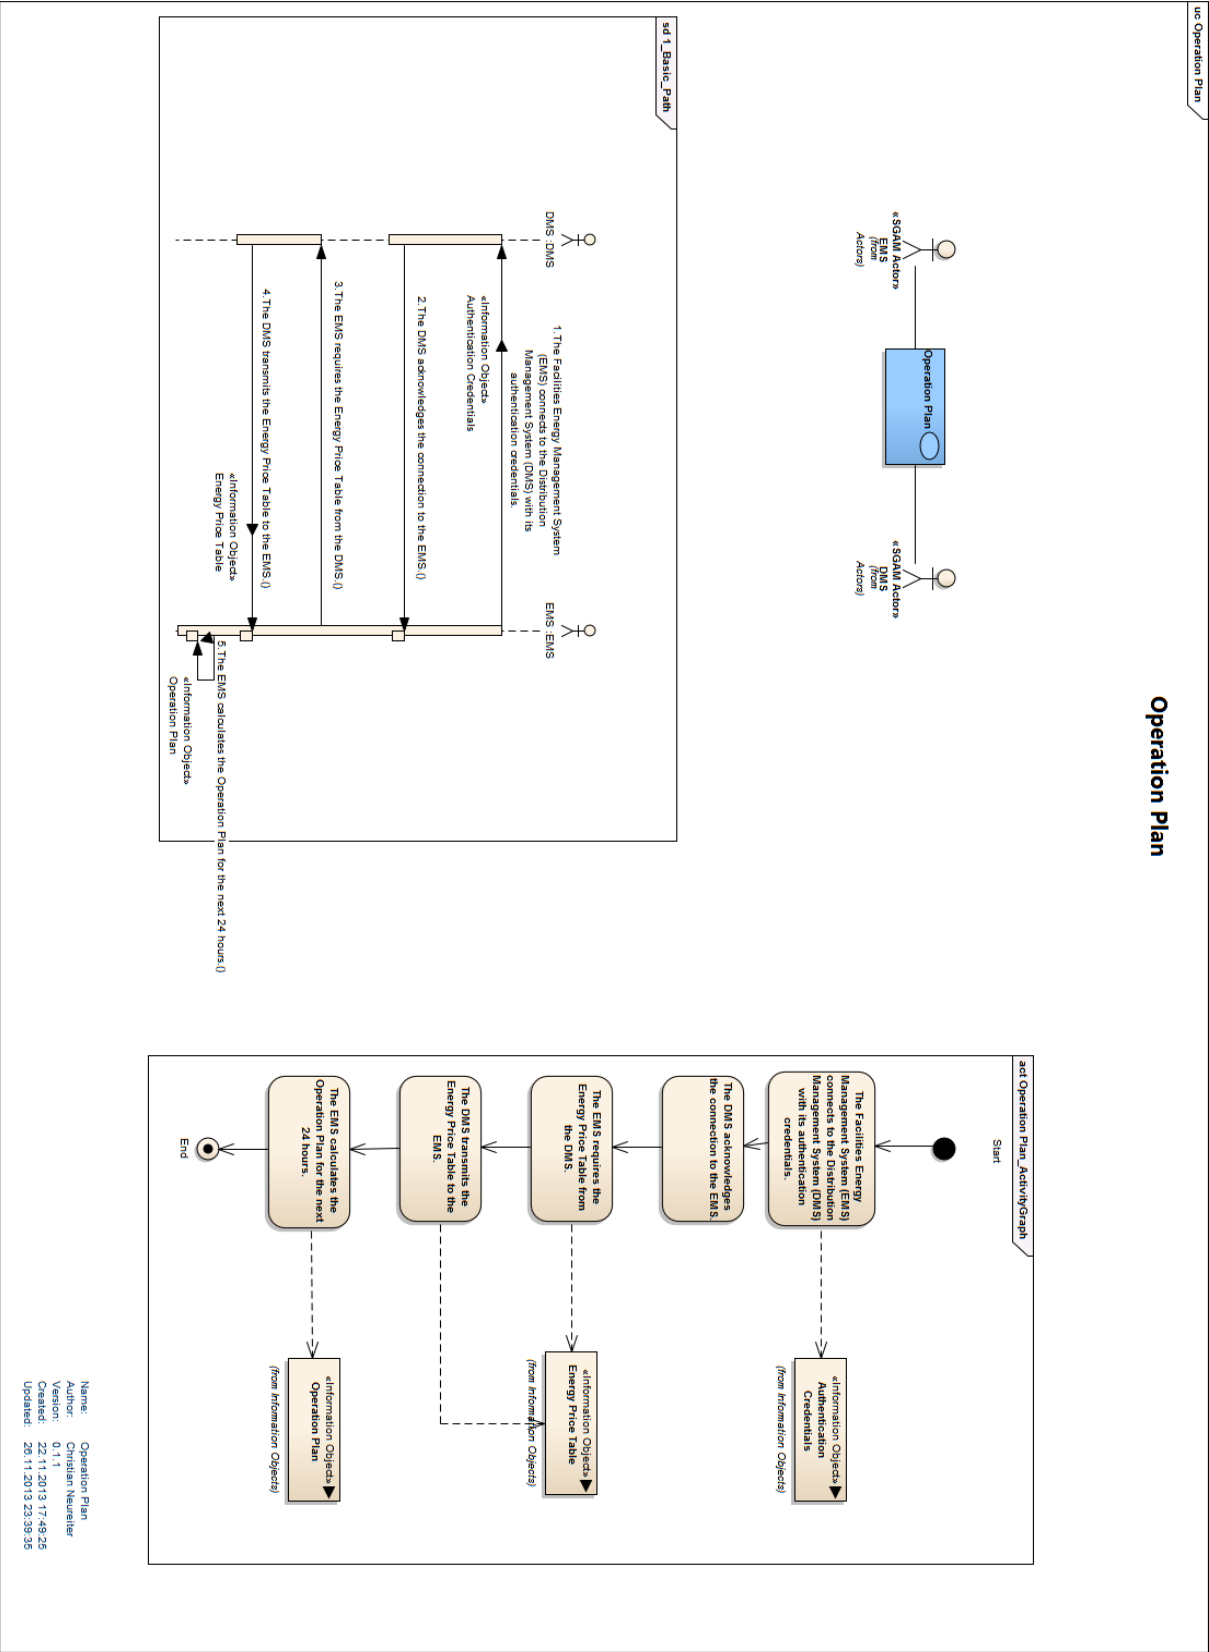 uc Operation Plan
Operation Plan
«SGAM Actor»
EMS
(from
Actors)
Operation Plan
«SGAM Actor»
DMS
(from
Actors)
sd 1_Basic_Path
DMS :DMS
EMS :EMS
1.The Facilities Energy Management System
(EMS) connects to the Distribution
Management System (DMS) with its
authentication credentials.
«Information Object»
Authentication Credentials
2.The DMS acknowledges the connection to the EMS.()
3.The EMS requires the Energy Price Table from the DMS.()
4.The DMS transmits the Energy Price Table to the EMS.()
«Information Object»
Energy Price Table
5.The EMS calculates the Operation Plan for the next 24 hours.()
«Information Object»
Operation Plan
act Operation Plan_ActivityGraph
Start
The Facilities Energy
Management System (EMS)
connects to the Distribution
Management System (DMS)
with its authentication
credentials.
«Information Object»
Authentication
Credentials
(from Information Objects)
The DMS acknowledges
the connection to the EMS.
The EMS requires the
Energy Price Table from
the DMS.
«Information Object»
Energy Price Table
(from Information Objects)
The DMS transmits the
Energy Price Table to the
EMS.
The EMS calculates the
Operation Plan for the next
24 hours.
«Information Object»
Operation Plan
(from Information Objects)
End
Name: Operation Plan
Author: Christian Neureiter
Version: 0.1.1
Created: 22.11.2013 17:49:25
Updated: 26.11.2013 23:39:35